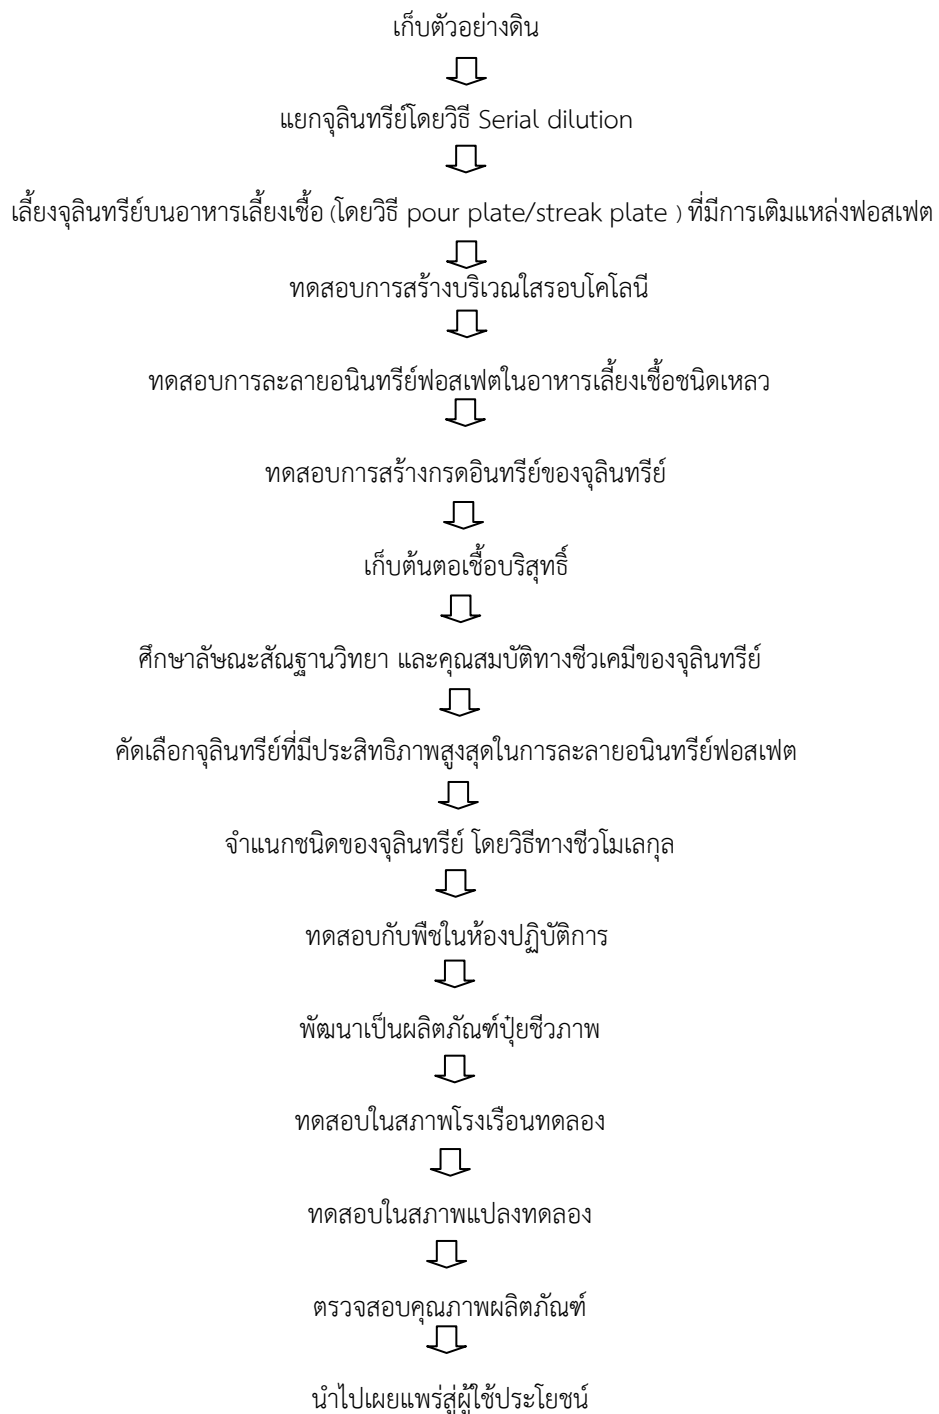 เก็บตัวอย่างดิน
แยกจุลินทรีย์โดยวิธี Serial dilution
เลี้ยงจุลินทรีย์บนอาหารเลี้ยงเชื้อ (โดยวิธี pour plate/streak plate ) ที่มีการเติมแหล่งฟอสเฟต
ทดสอบการสร้างบริเวณใสรอบโคโลนี
ทดสอบการละลายอนินทรีย์ฟอสเฟตในอาหารเลี้ยงเชื้อชนิดเหลว
ทดสอบการสร้างกรดอินทรีย์ของจุลินทรีย์
เก็บต้นตอเชื้อบริสุทธิ์
ศึกษาลัษณะสัณฐานวิทยา และคุณสมบัติทางชีวเคมีของจุลินทรีย์
คัดเลือกจุลินทรีย์ที่มีประสิทธิภาพสูงสุดในการละลายอนินทรีย์ฟอสเฟต
จำแนกชนิดของจุลินทรีย์ โดยวิธีทางชีวโมเลกุล
ทดสอบกับพืชในห้องปฏิบัติการ
พัฒนาเป็นผลิตภัณฑ์ปุ๋ยชีวภาพ
ทดสอบในสภาพโรงเรือนทดลอง
ทดสอบในสภาพแปลงทดลอง
ตรวจสอบคุณภาพผลิตภัณฑ์
นำไปเผยแพร่สู่ผู้ใช้ประโยชน์